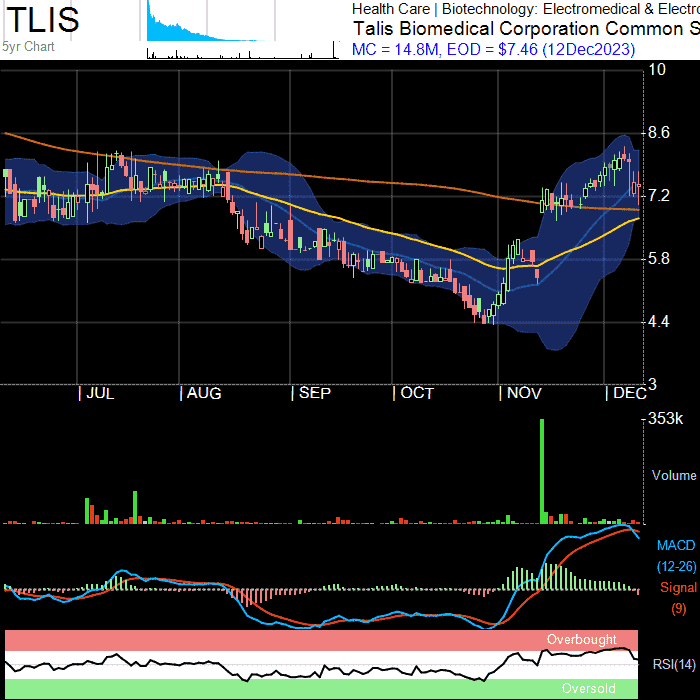 TLIS
5yr Chart
Health Care | Biotechnology: Electromedical & Electro
Talis Biomedical Corporation Common S
MC = 14.8M, EOD = $7.46 (12Dec2023)
10
8.6
7.2
5.8
4.4
3
| JUL | AUG | SEP | OCT | NOV | DEC
353k
Volume
MACD
(12-26)
Signal
(9)
Overbought
RSI(14)
Oversold